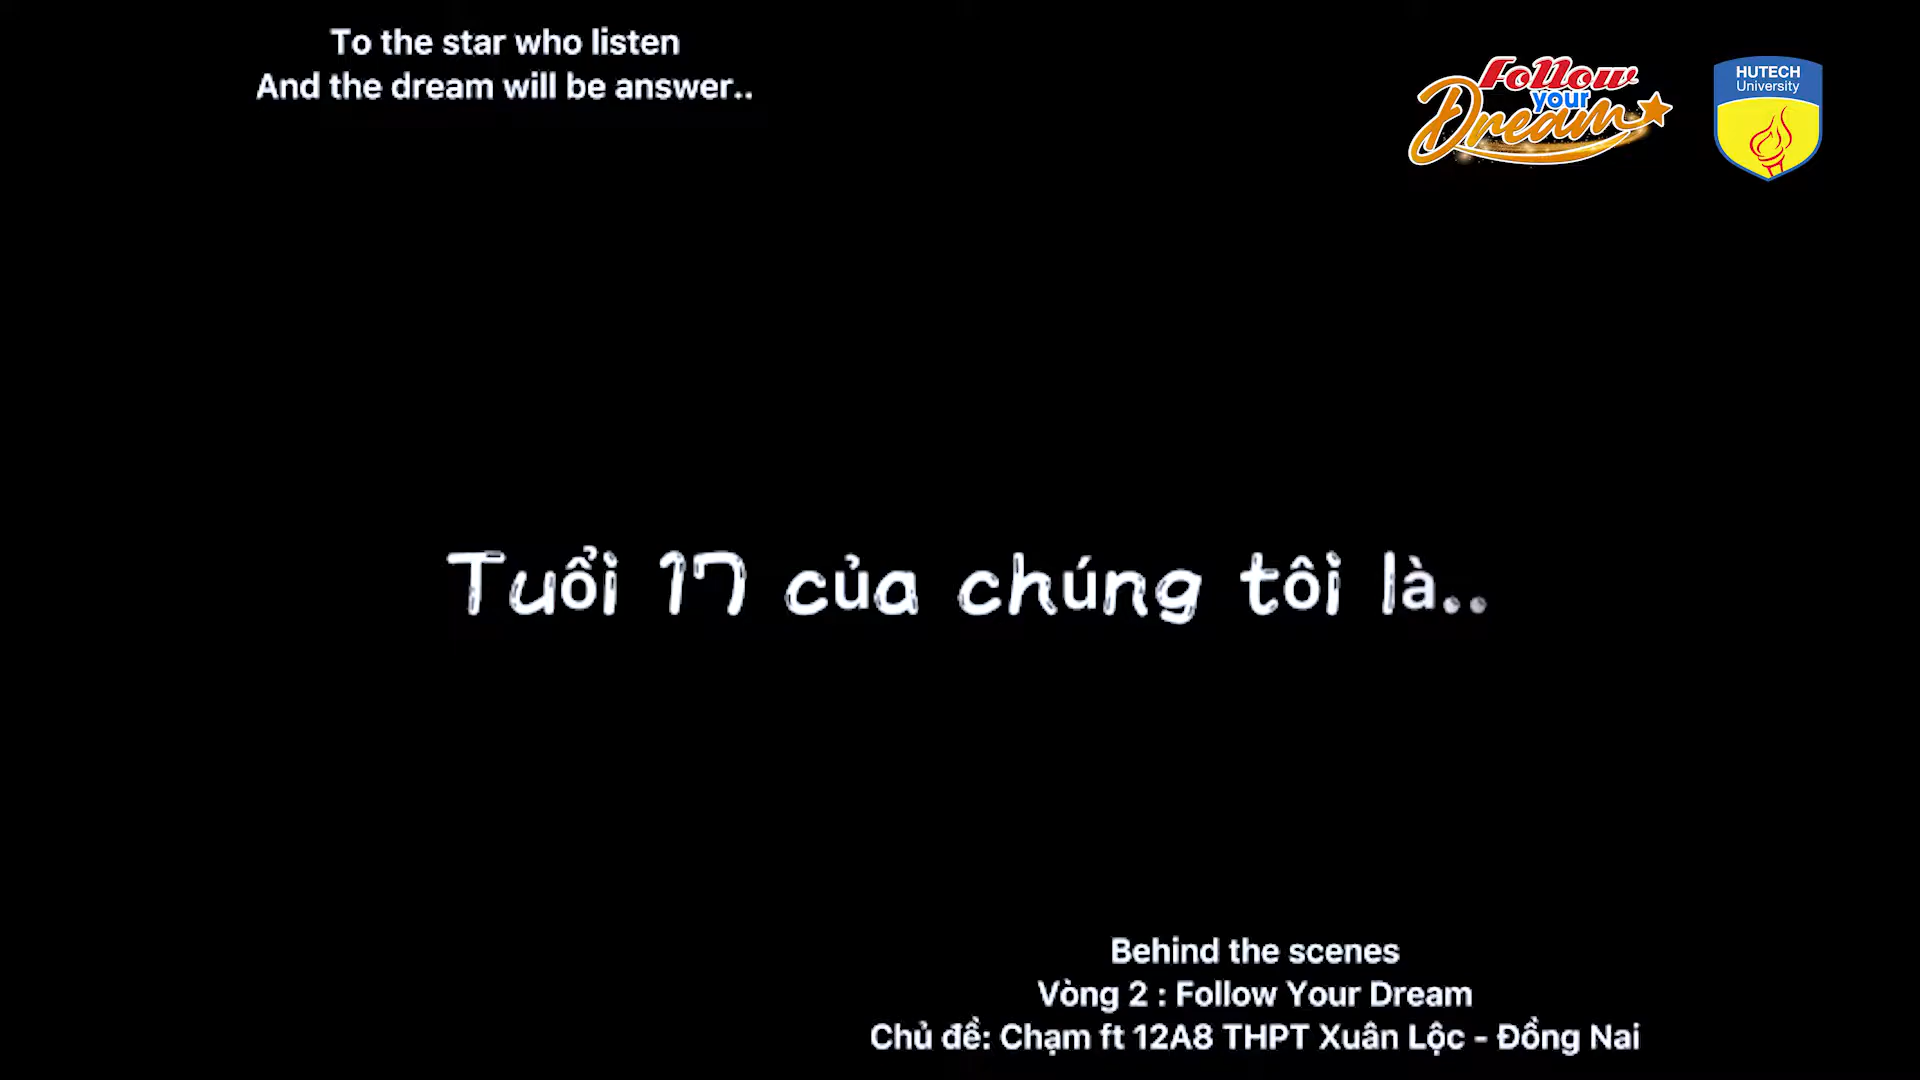 To the star who listen
And the dream will be answer..
Follow
your
Dream
HUTECH
University
Tuổi 17 của chúng tôi là..
Behind the scenes
Vòng 2 : Follow Your Dream
Chủ đề: Chạm ft 12A8 THPT Xuân Lộc - Đồng Nai